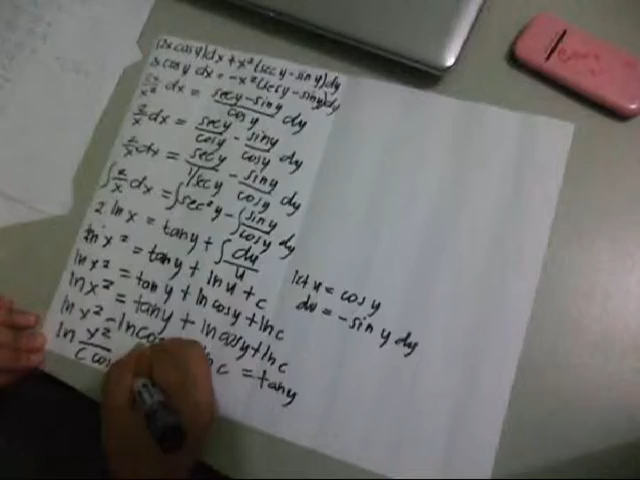 (2x cos y)dx + x² (sec y - sin y)dy
2x cos y dx = -x² (sec y - sin y)dy
2x/x² dx = sec y - sin y / cos y dy
2/x dx = sec y / cos y - sin y / cos y dy
2/x dx = sec y / 1/sec y - sin y / cos y dy
∫ 2/x dx = ∫ sec² y - ∫ sin y / cos y dy
2 ln x = tan y + ∫ du / u
ln x² = tan y + ln u + c
ln x² = tan y + ln cos y + ln c
ln x² = tan y + ln cos y + ln c
ln x² - ln cos ln c = tan y
ln x² / c cos
let u = cos y
du = - sin y dy